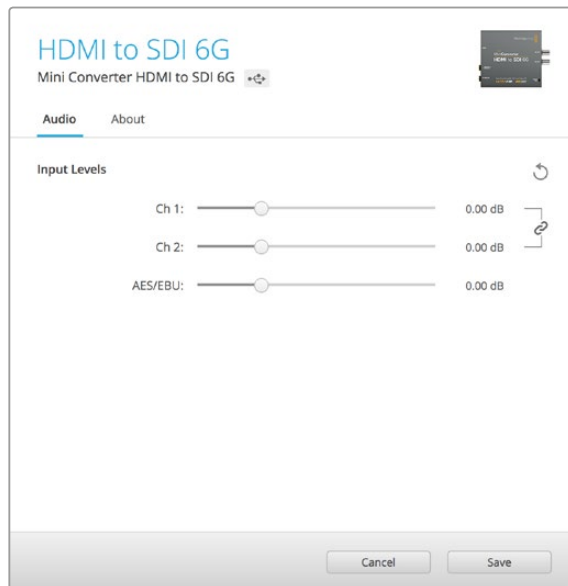 HDMI to SDI 6G
Mini Converter HDMI to SDI 6G
Audio About
Input Levels
Ch 1: 0.00 dB
Ch 2: 0.00 dB
AES/EBU: 0.00 dB
Cancel Save